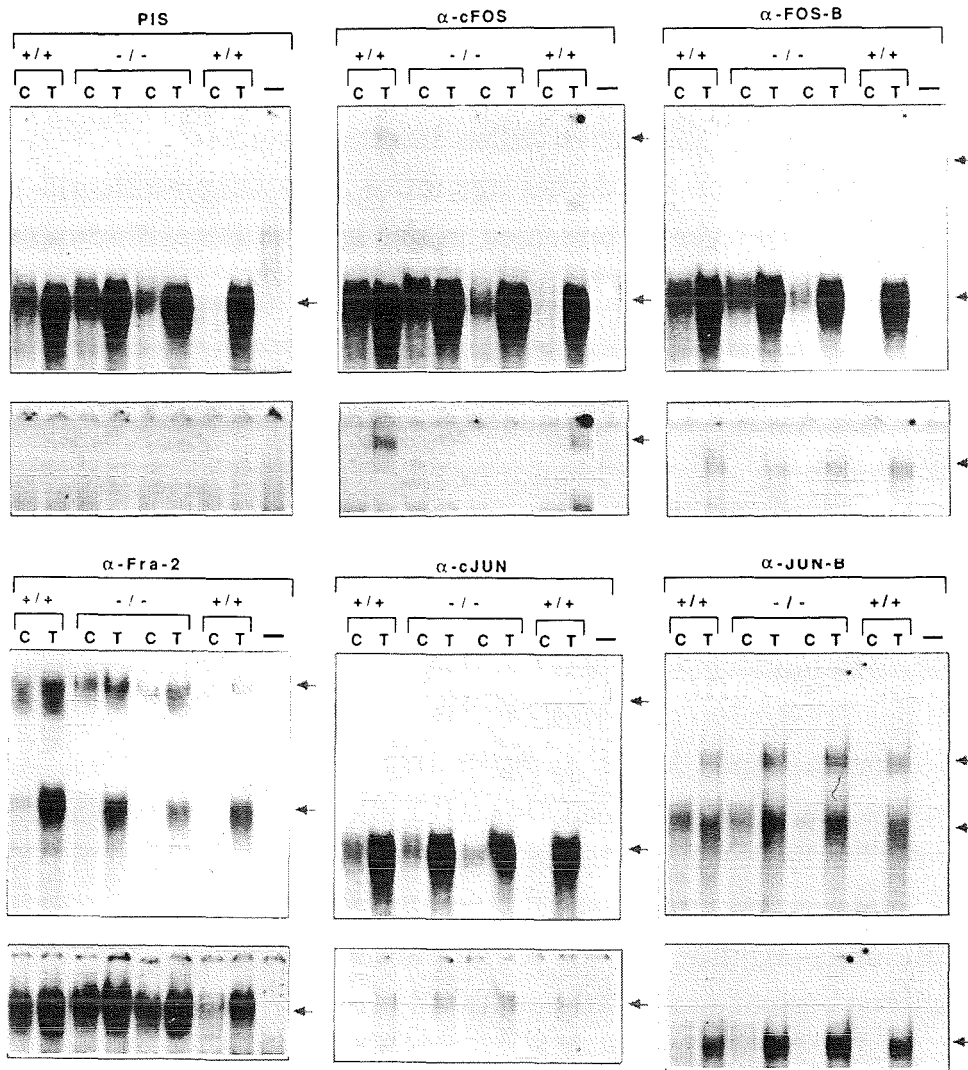 PIS α-cFOS α-FOS-B
+/+ -/- +/+ +/+ -/- +/+ +/+ -/- +/+
C T C T C T C T — C T C T C T C T — C T C T C T C T —
α-Fra-2 α-cJUN α-JUN-B
+/+ -/- +/+ +/+ -/- +/+ +/+ -/- +/+
C T C T C T C T — C T C T C T C T — C T C T C T C T —